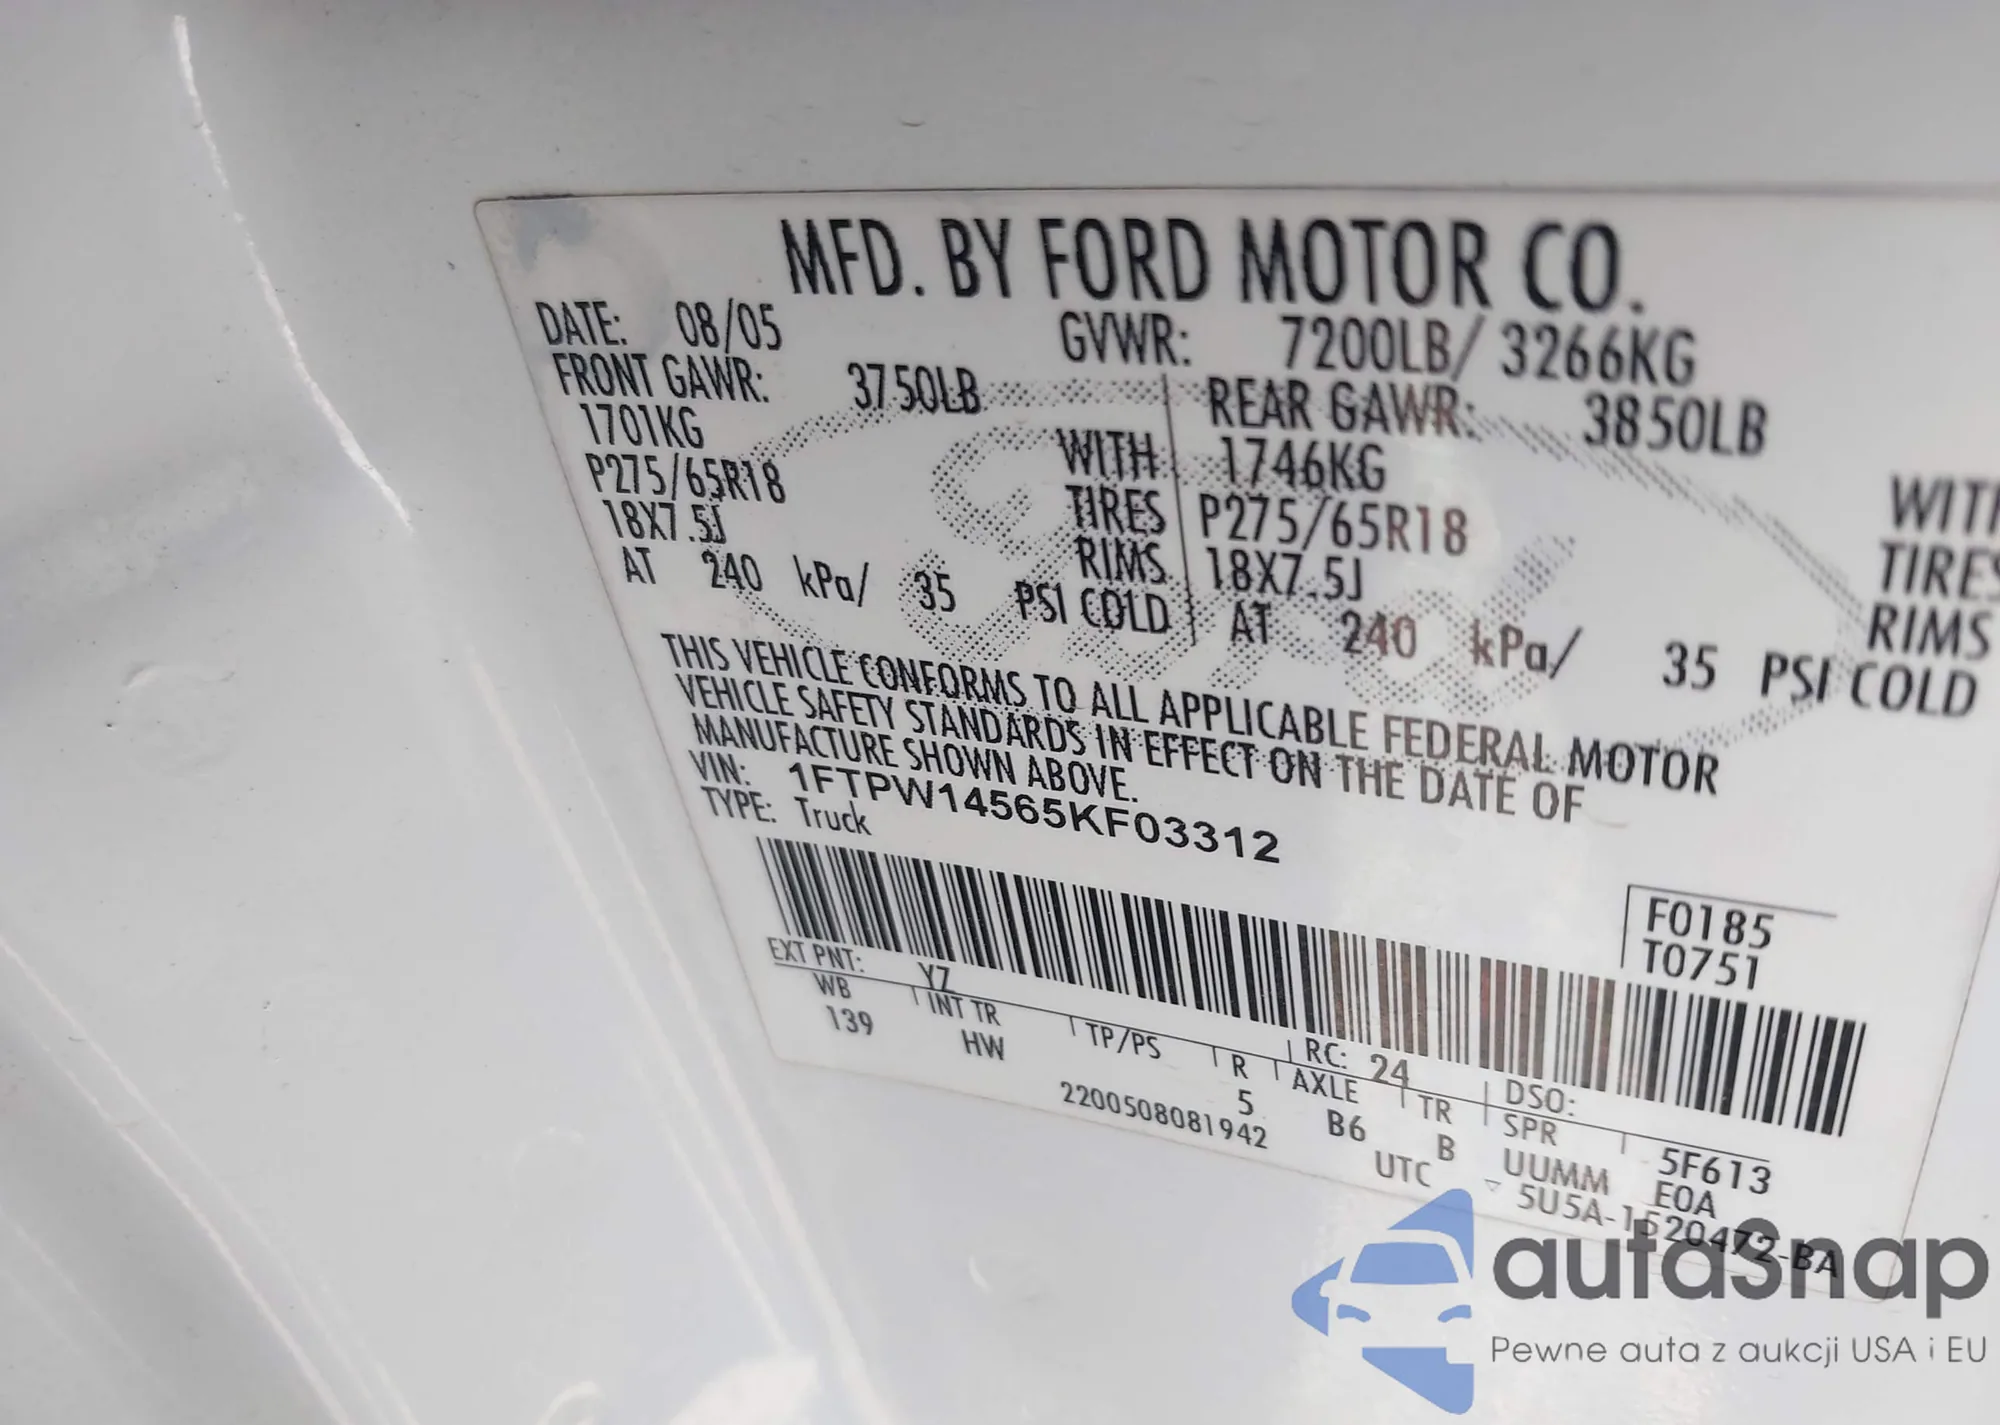 MFD. BY FORD MOTOR CO.
DATE: 08/05 GVWR: 7200LB/ 3266KG
FRONT GAWR: 3750LB REAR GAWR: 3850LB
1701KG WITH 1746KG WITH
P275/65R18 TIRES P275/65R18 TIRES
18X7.5J RIMS 18X7.5J RIMS
AT 240 kPa/ 35 PSI COLD AT 240 kPa/ 35 PSI COLD
THIS VEHICLE CONFORMS TO ALL APPLICABLE FEDERAL MOTOR
VEHICLE SAFETY STANDARDS IN EFFECT ON THE DATE OF
MANUFACTURE SHOWN ABOVE.
VIN: 1FTPW14565KF03312
TYPE: Truck
F0185
T0751
EXT PNT: YZ RC: 24 DSO:
WB INT TR TP/PS R AXLE TR SPR 5F613
139 HW 5 B6 B UUMM E0A
2200508081942 UTC ▽ 5U5A-1520472-BA
autaSnap
Pewne auta z aukcji USA i EU